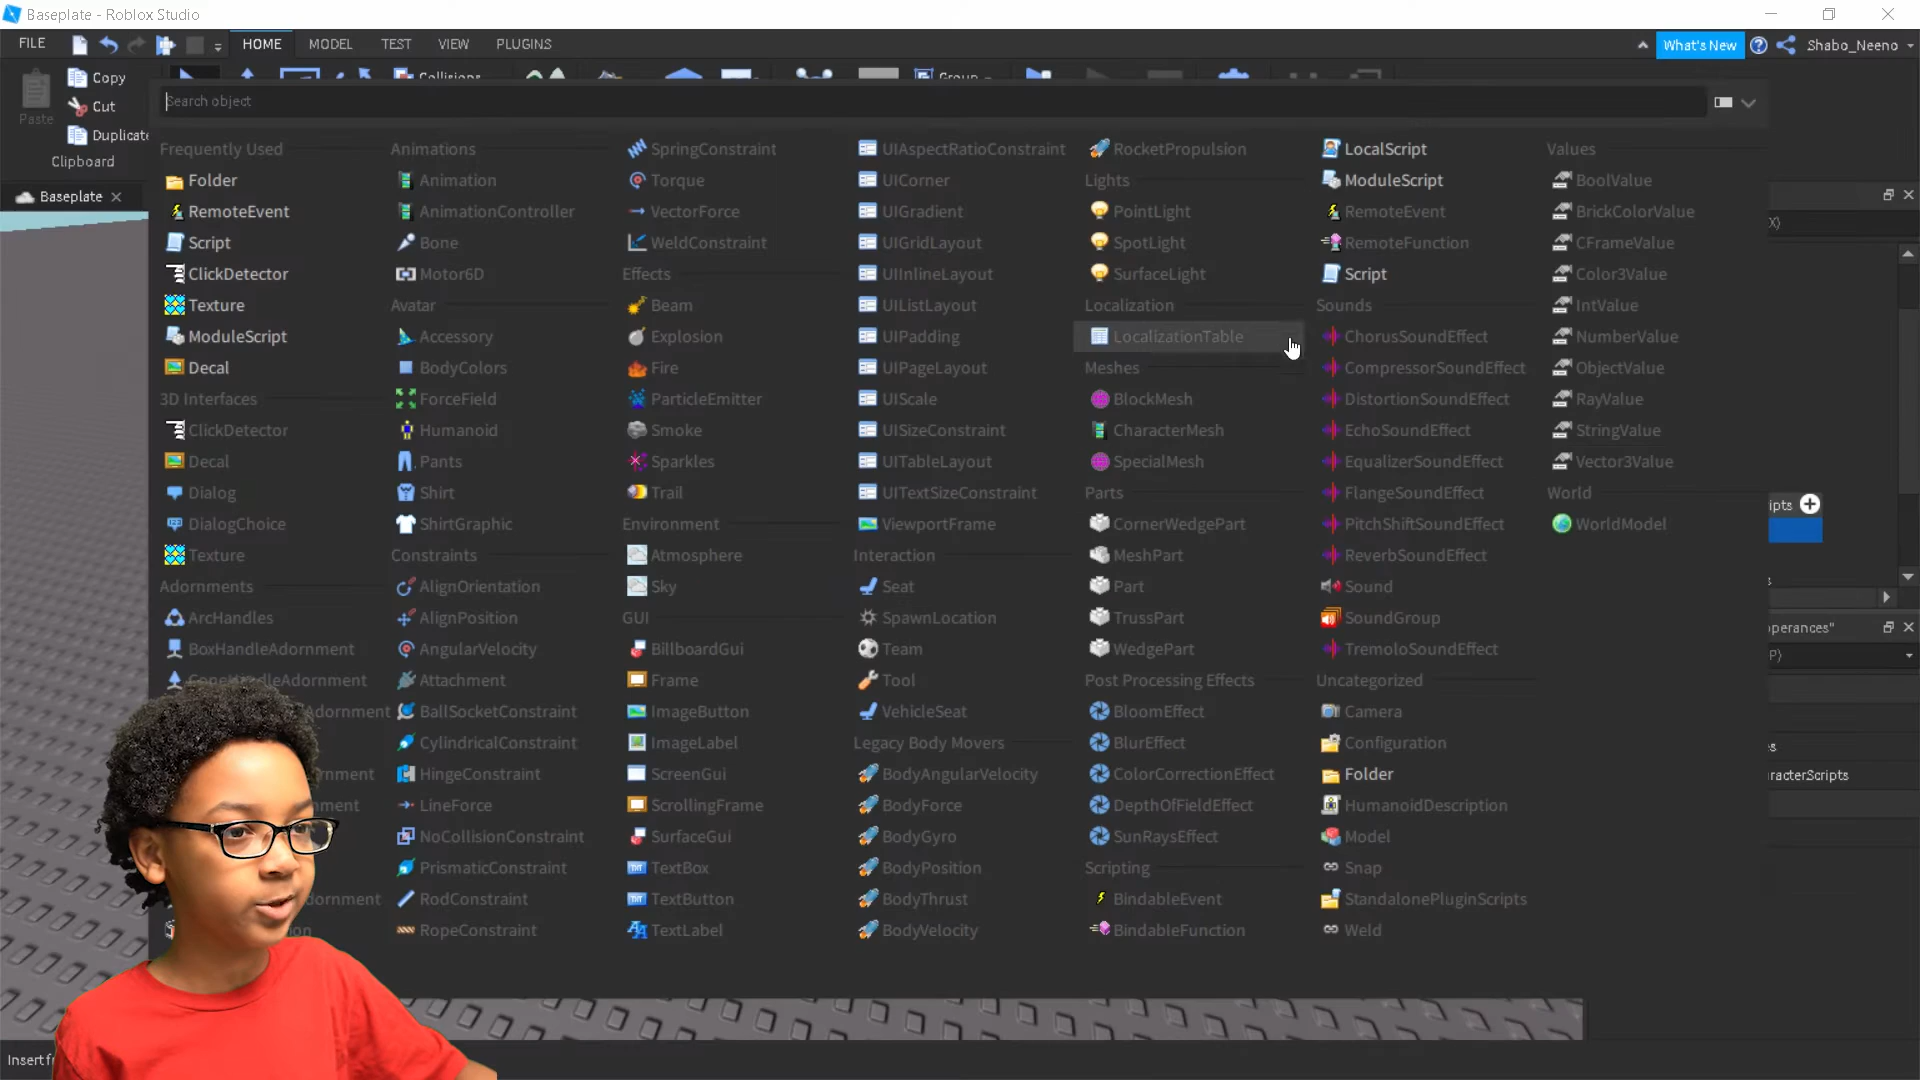 Baseplate - Roblox Studio
FILE
HOME
MODEL
TEST
VIEW
PLUGINS
What's New
Shabo_Neeno
Copy
Cut
Paste
Duplicate
Clipboard
Collisions
Group
Baseplate
Search object
Frequently Used
Folder
RemoteEvent
Script
ClickDetector
Texture
ModuleScript
Decal
3D Interfaces
ClickDetector
Decal
Dialog
DialogChoice
Texture
Adornments
ArcHandles
BoxHandleAdornment
ConeHandleAdornment
Adornment
rnment
rnment
dornment
Animations
Animation
AnimationController
Bone
Motor6D
Avatar
Accessory
BodyColors
ForceField
Humanoid
Pants
Shirt
ShirtGraphic
Constraints
AlignOrientation
AlignPosition
AngularVelocity
Attachment
BallSocketConstraint
CylindricalConstraint
HingeConstraint
LineForce
NoCollisionConstraint
PrismaticConstraint
RodConstraint
RopeConstraint
SpringConstraint
Torque
VectorForce
WeldConstraint
Effects
Beam
Explosion
Fire
ParticleEmitter
Smoke
Sparkles
Trail
Environment
Atmosphere
Sky
GUI
BillboardGui
Frame
ImageButton
ImageLabel
ScreenGui
ScrollingFrame
SurfaceGui
TextBox
TextButton
TextLabel
UIAspectRatioConstraint
UICorner
UIGradient
UIGridLayout
UIInlineLayout
UIListLayout
UIPadding
UIPageLayout
UIScale
UISizeConstraint
UITableLayout
UITextSizeConstraint
ViewportFrame
Interaction
Seat
SpawnLocation
Team
Tool
VehicleSeat
Legacy Body Movers
BodyAngularVelocity
BodyForce
BodyGyro
BodyPosition
BodyThrust
BodyVelocity
RocketPropulsion
Lights
PointLight
SpotLight
SurfaceLight
Localization
LocalizationTable
Meshes
BlockMesh
CharacterMesh
SpecialMesh
Parts
CornerWedgePart
MeshPart
Part
TrussPart
WedgePart
Post Processing Effects
BloomEffect
BlurEffect
ColorCorrectionEffect
DepthOfFieldEffect
SunRaysEffect
Scripting
BindableEvent
BindableFunction
LocalScript
ModuleScript
RemoteEvent
RemoteFunction
Script
Sounds
ChorusSoundEffect
CompressorSoundEffect
DistortionSoundEffect
EchoSoundEffect
EqualizerSoundEffect
FlangeSoundEffect
PitchShiftSoundEffect
ReverbSoundEffect
Sound
SoundGroup
TremoloSoundEffect
Uncategorized
Camera
Configuration
Folder
HumanoidDescription
Model
Snap
StandalonePluginScripts
Weld
Values
BoolValue
BrickColorValue
CFrameValue
Color3Value
IntValue
NumberValue
ObjectValue
RayValue
StringValue
Vector3Value
World
WorldModel
X)
ipts
operances"
P)
es
racterScripts
Insert fr